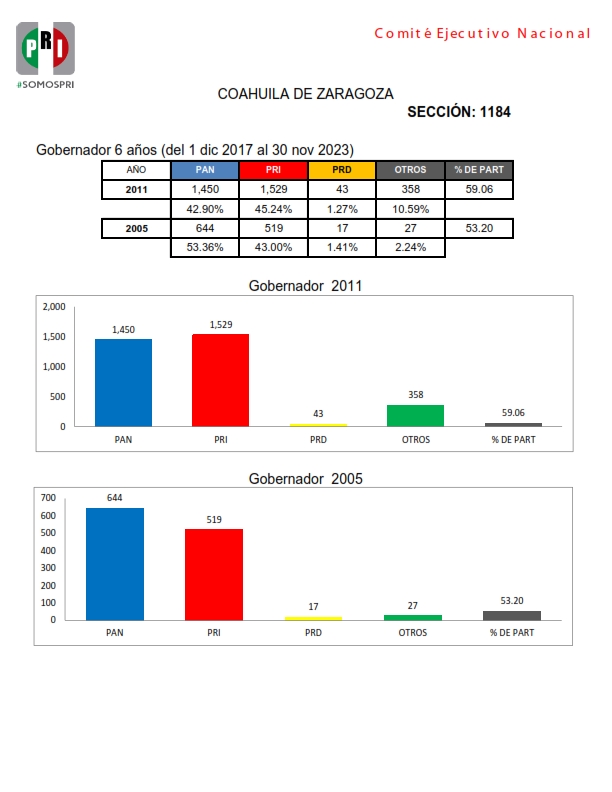 Comité Ejecutivo Nacional
PRI
#SOMOSPRI
COAHUILA DE ZARAGOZA
SECCIÓN: 1184
Gobernador 6 años (del 1 dic 2017 al 30 nov 2023)
AÑO PAN PRI PRD OTROS % DE PART
2011 1,450 1,529 43 358 59.06
42.90% 45.24% 1.27% 10.59%
2005 644 519 17 27 53.20
53.36% 43.00% 1.41% 2.24%
Gobernador 2011
2,000
1,500
1,000
500
0
1,450 1,529 43 358 59.06
PAN PRI PRD OTROS % DE PART
Gobernador 2005
700
600
500
400
300
200
100
0
644 519 17 27 53.20
PAN PRI PRD OTROS % DE PART